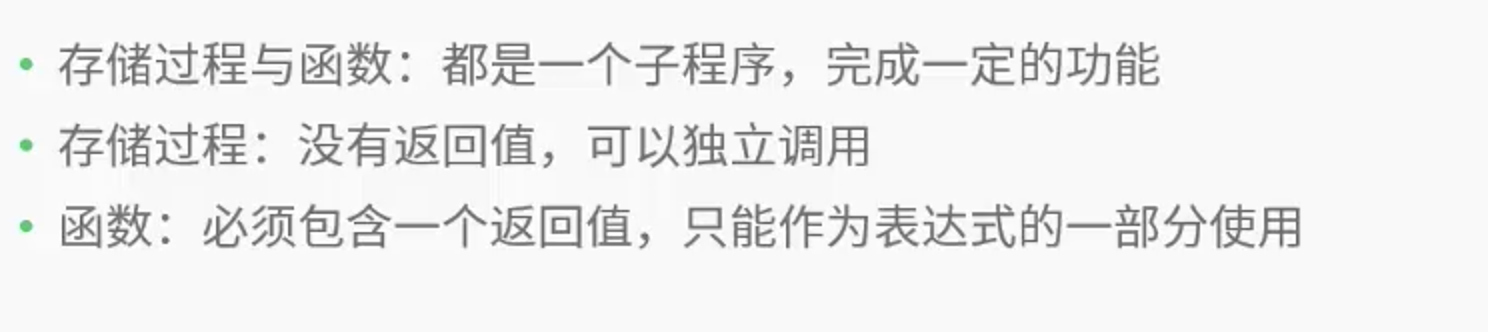 • 存储过程与函数：都是一个子程序，完成一定的功能
• 存储过程：没有返回值，可以独立调用
• 函数：必须包含一个返回值，只能作为表达式的一部分使用